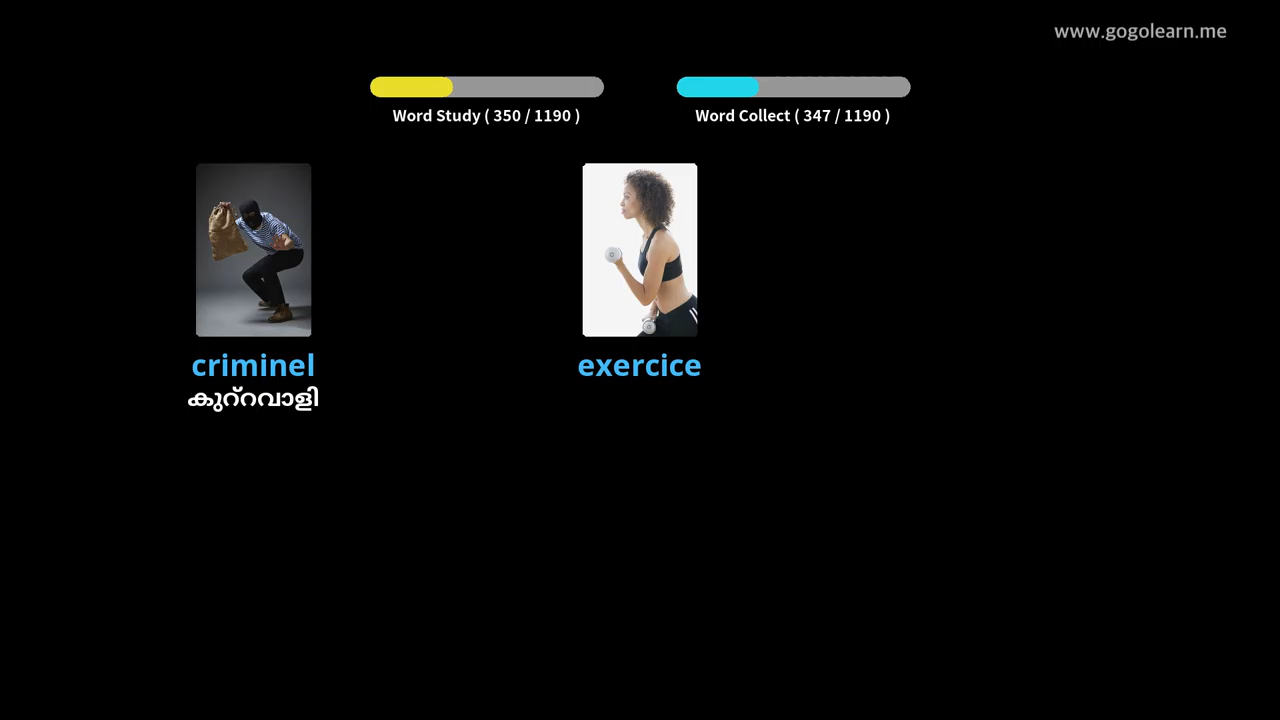 www.gogolearn.me
Word Study ( 350 / 1190 )
Word Collect ( 347 / 1190 )
criminel
exercice
കുറ്റവാളി